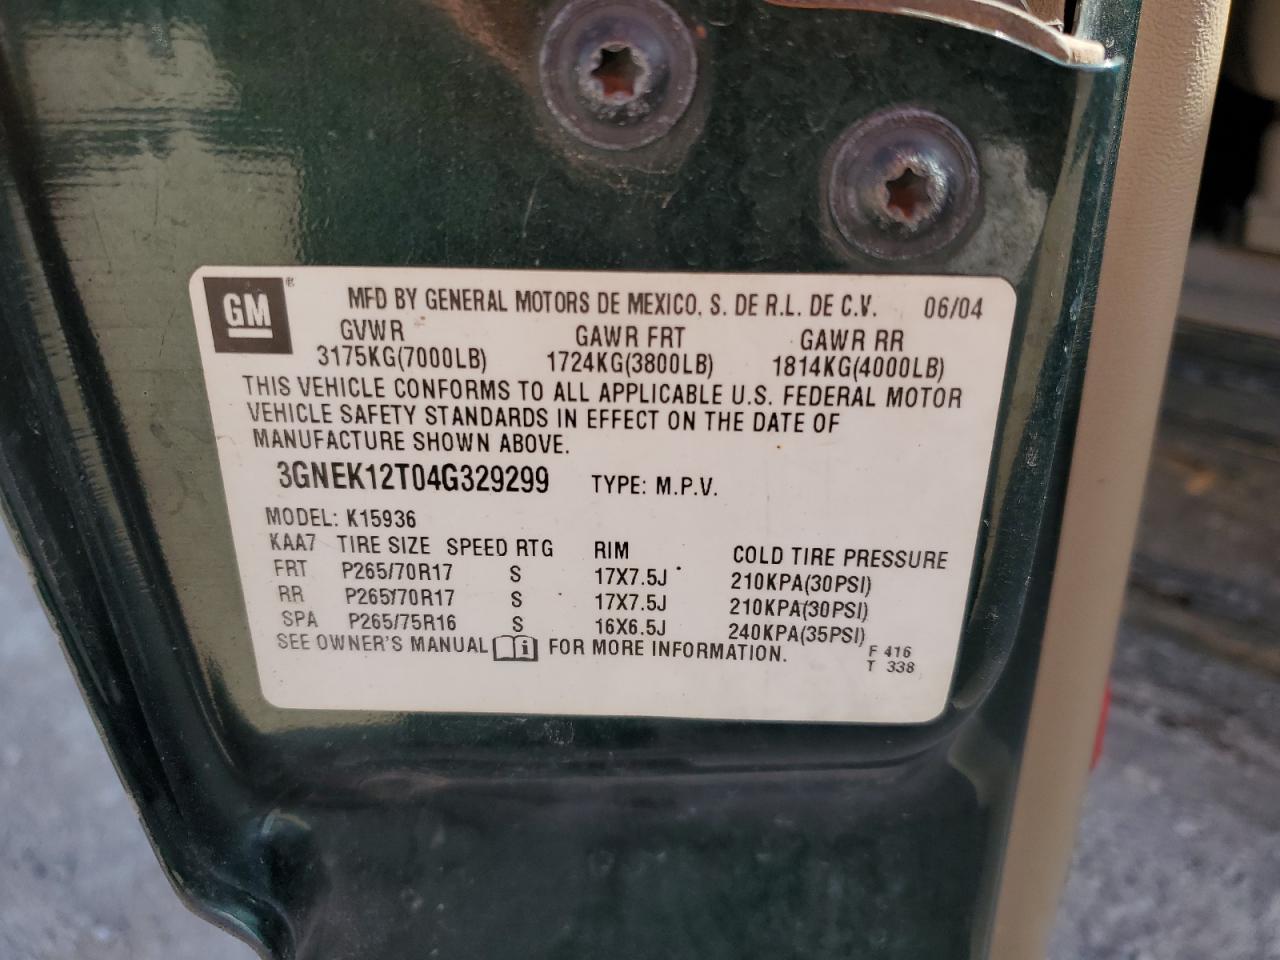 GM ® MFD BY GENERAL MOTORS DE MEXICO, S. DE R.L. DE C.V. 06/04
GVWR GAWR FRT GAWR RR
3175KG(7000LB) 1724KG(3800LB) 1814KG(4000LB)
THIS VEHICLE CONFORMS TO ALL APPLICABLE U.S. FEDERAL MOTOR
VEHICLE SAFETY STANDARDS IN EFFECT ON THE DATE OF
MANUFACTURE SHOWN ABOVE.
3GNEK12T04G329299 TYPE: M.P.V.
MODEL: K15936
KAA7 TIRE SIZE SPEED RTG RIM COLD TIRE PRESSURE
FRT P265/70R17 S 17X7.5J 210KPA(30PSI)
RR P265/70R17 S 17X7.5J 210KPA(30PSI)
SPA P265/75R16 S 16X6.5J 240KPA(35PSI)
SEE OWNER'S MANUAL i FOR MORE INFORMATION. F 416
T 338